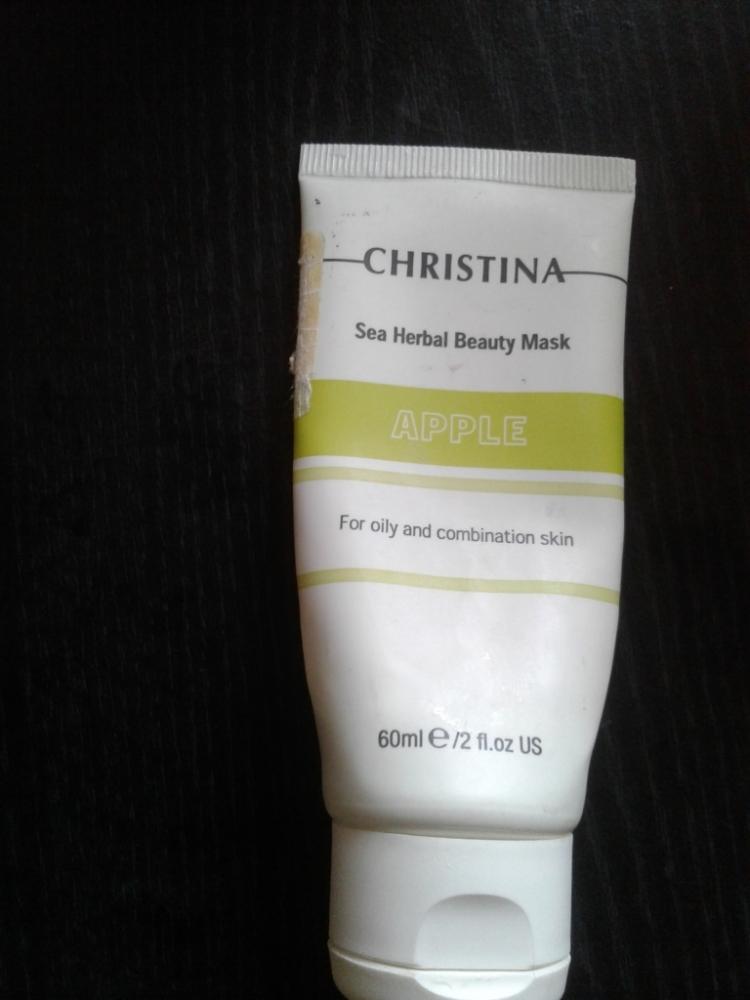 CHRISTINA
Sea Herbal Beauty Mask
APPLE
For oily and combination skin
60ml e/2 fl.oz US